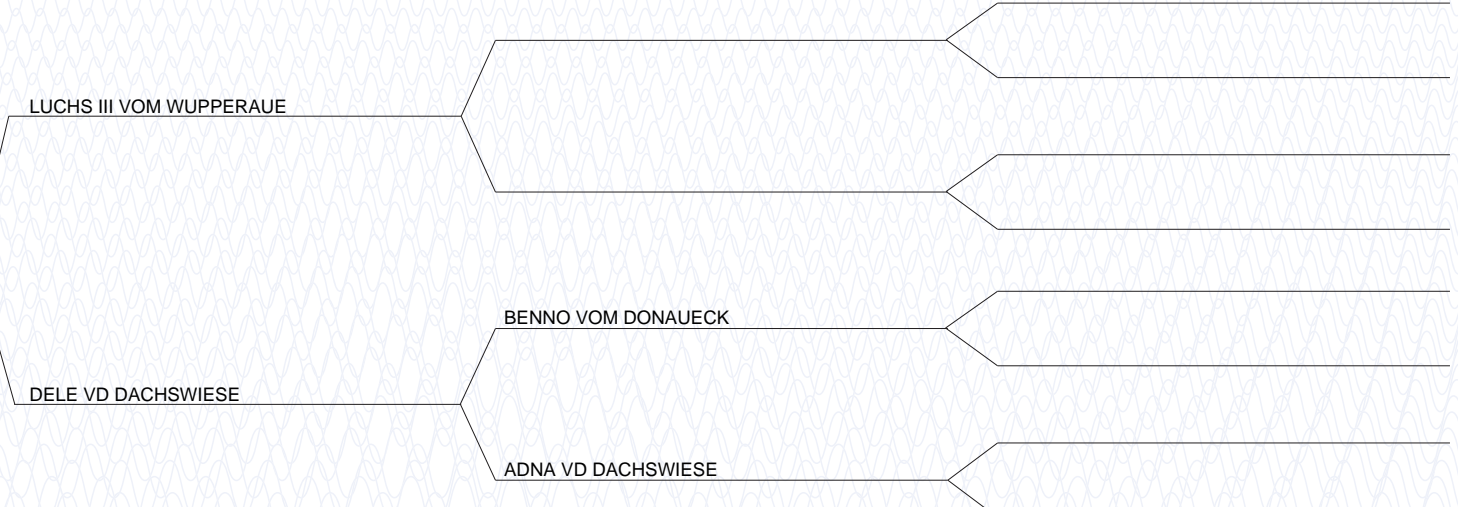 LUCHS III VOM WUPPERAUE
BENNO VOM DONAUECK
DELE VD DACHSWIESE
ADNA VD DACHSWIESE